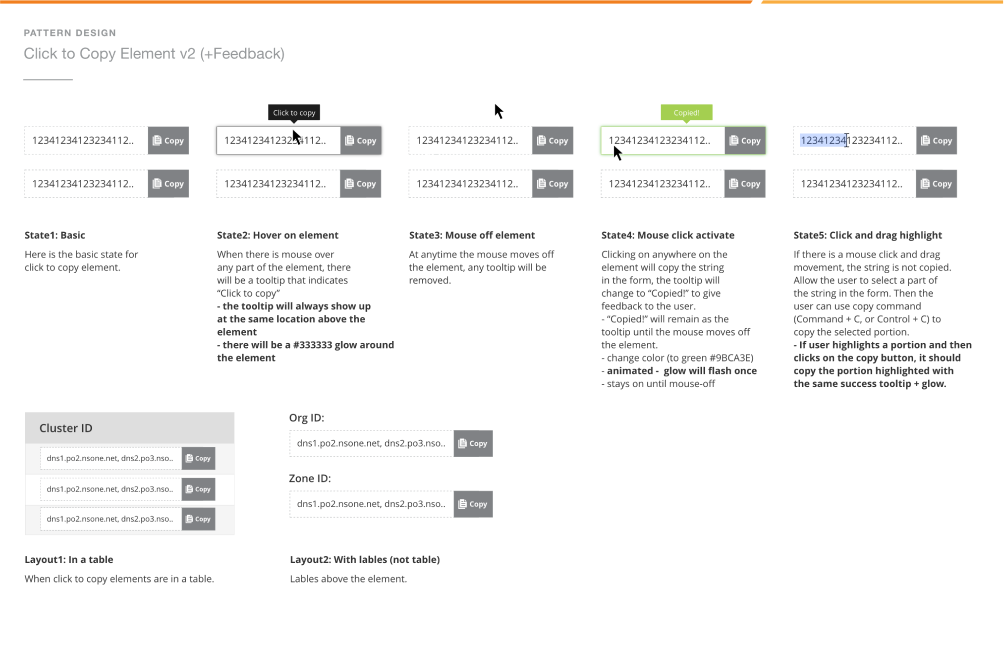 PATTERN DESIGN
Click to Copy Element v2 (+Feedback)
Click to copy
Copied!
12341234123234112.. Copy
12341234123234112.. Copy
12341234123234112.. Copy
12341234123234112.. Copy
12341234123234112.. Copy
12341234123234112.. Copy
12341234123234112.. Copy
12341234123234112.. Copy
12341234123234112.. Copy
12341234123234112.. Copy
State1: Basic
Here is the basic state for
click to copy element.
State2: Hover on element
When there is mouse over
any part of the element, there
will be a tooltip that indicates
“Click to copy”
- the tooltip will always show up
at the same location above the
element
- there will be a #333333 glow around
the element
State3: Mouse off element
At anytime the mouse moves off
the element, any tooltip will be
removed.
State4: Mouse click activate
Clicking on anywhere on the
element will copy the string
in the form, the tooltip will
change to “Copied!” to give
feedback to the user.
- “Copied!” will remain as the
tooltip until the mouse moves off
the element.
- change color (to green #9BCA3E)
- animated -  glow will flash once
- stays on until mouse-off
State5: Click and drag highlight
If there is a mouse click and drag
movement, the string is not copied.
Allow the user to select a part of
the string in the form. Then the
user can use copy command
(Command + C, or Control + C) to
copy the selected portion.
- If user highlights a portion and then
clicks on the copy button, it should
copy the portion highlighted with
the same success tooltip + glow.
Cluster ID
dns1.po2.nsone.net, dns2.po3.nso.. Copy
dns1.po2.nsone.net, dns2.po3.nso.. Copy
dns1.po2.nsone.net, dns2.po3.nso.. Copy
Layout1: In a table
When click to copy elements are in a table.
Org ID:
dns1.po2.nsone.net, dns2.po3.nso.. Copy
Zone ID:
dns1.po2.nsone.net, dns2.po3.nso.. Copy
Layout2: With lables (not table)
Lables above the element.